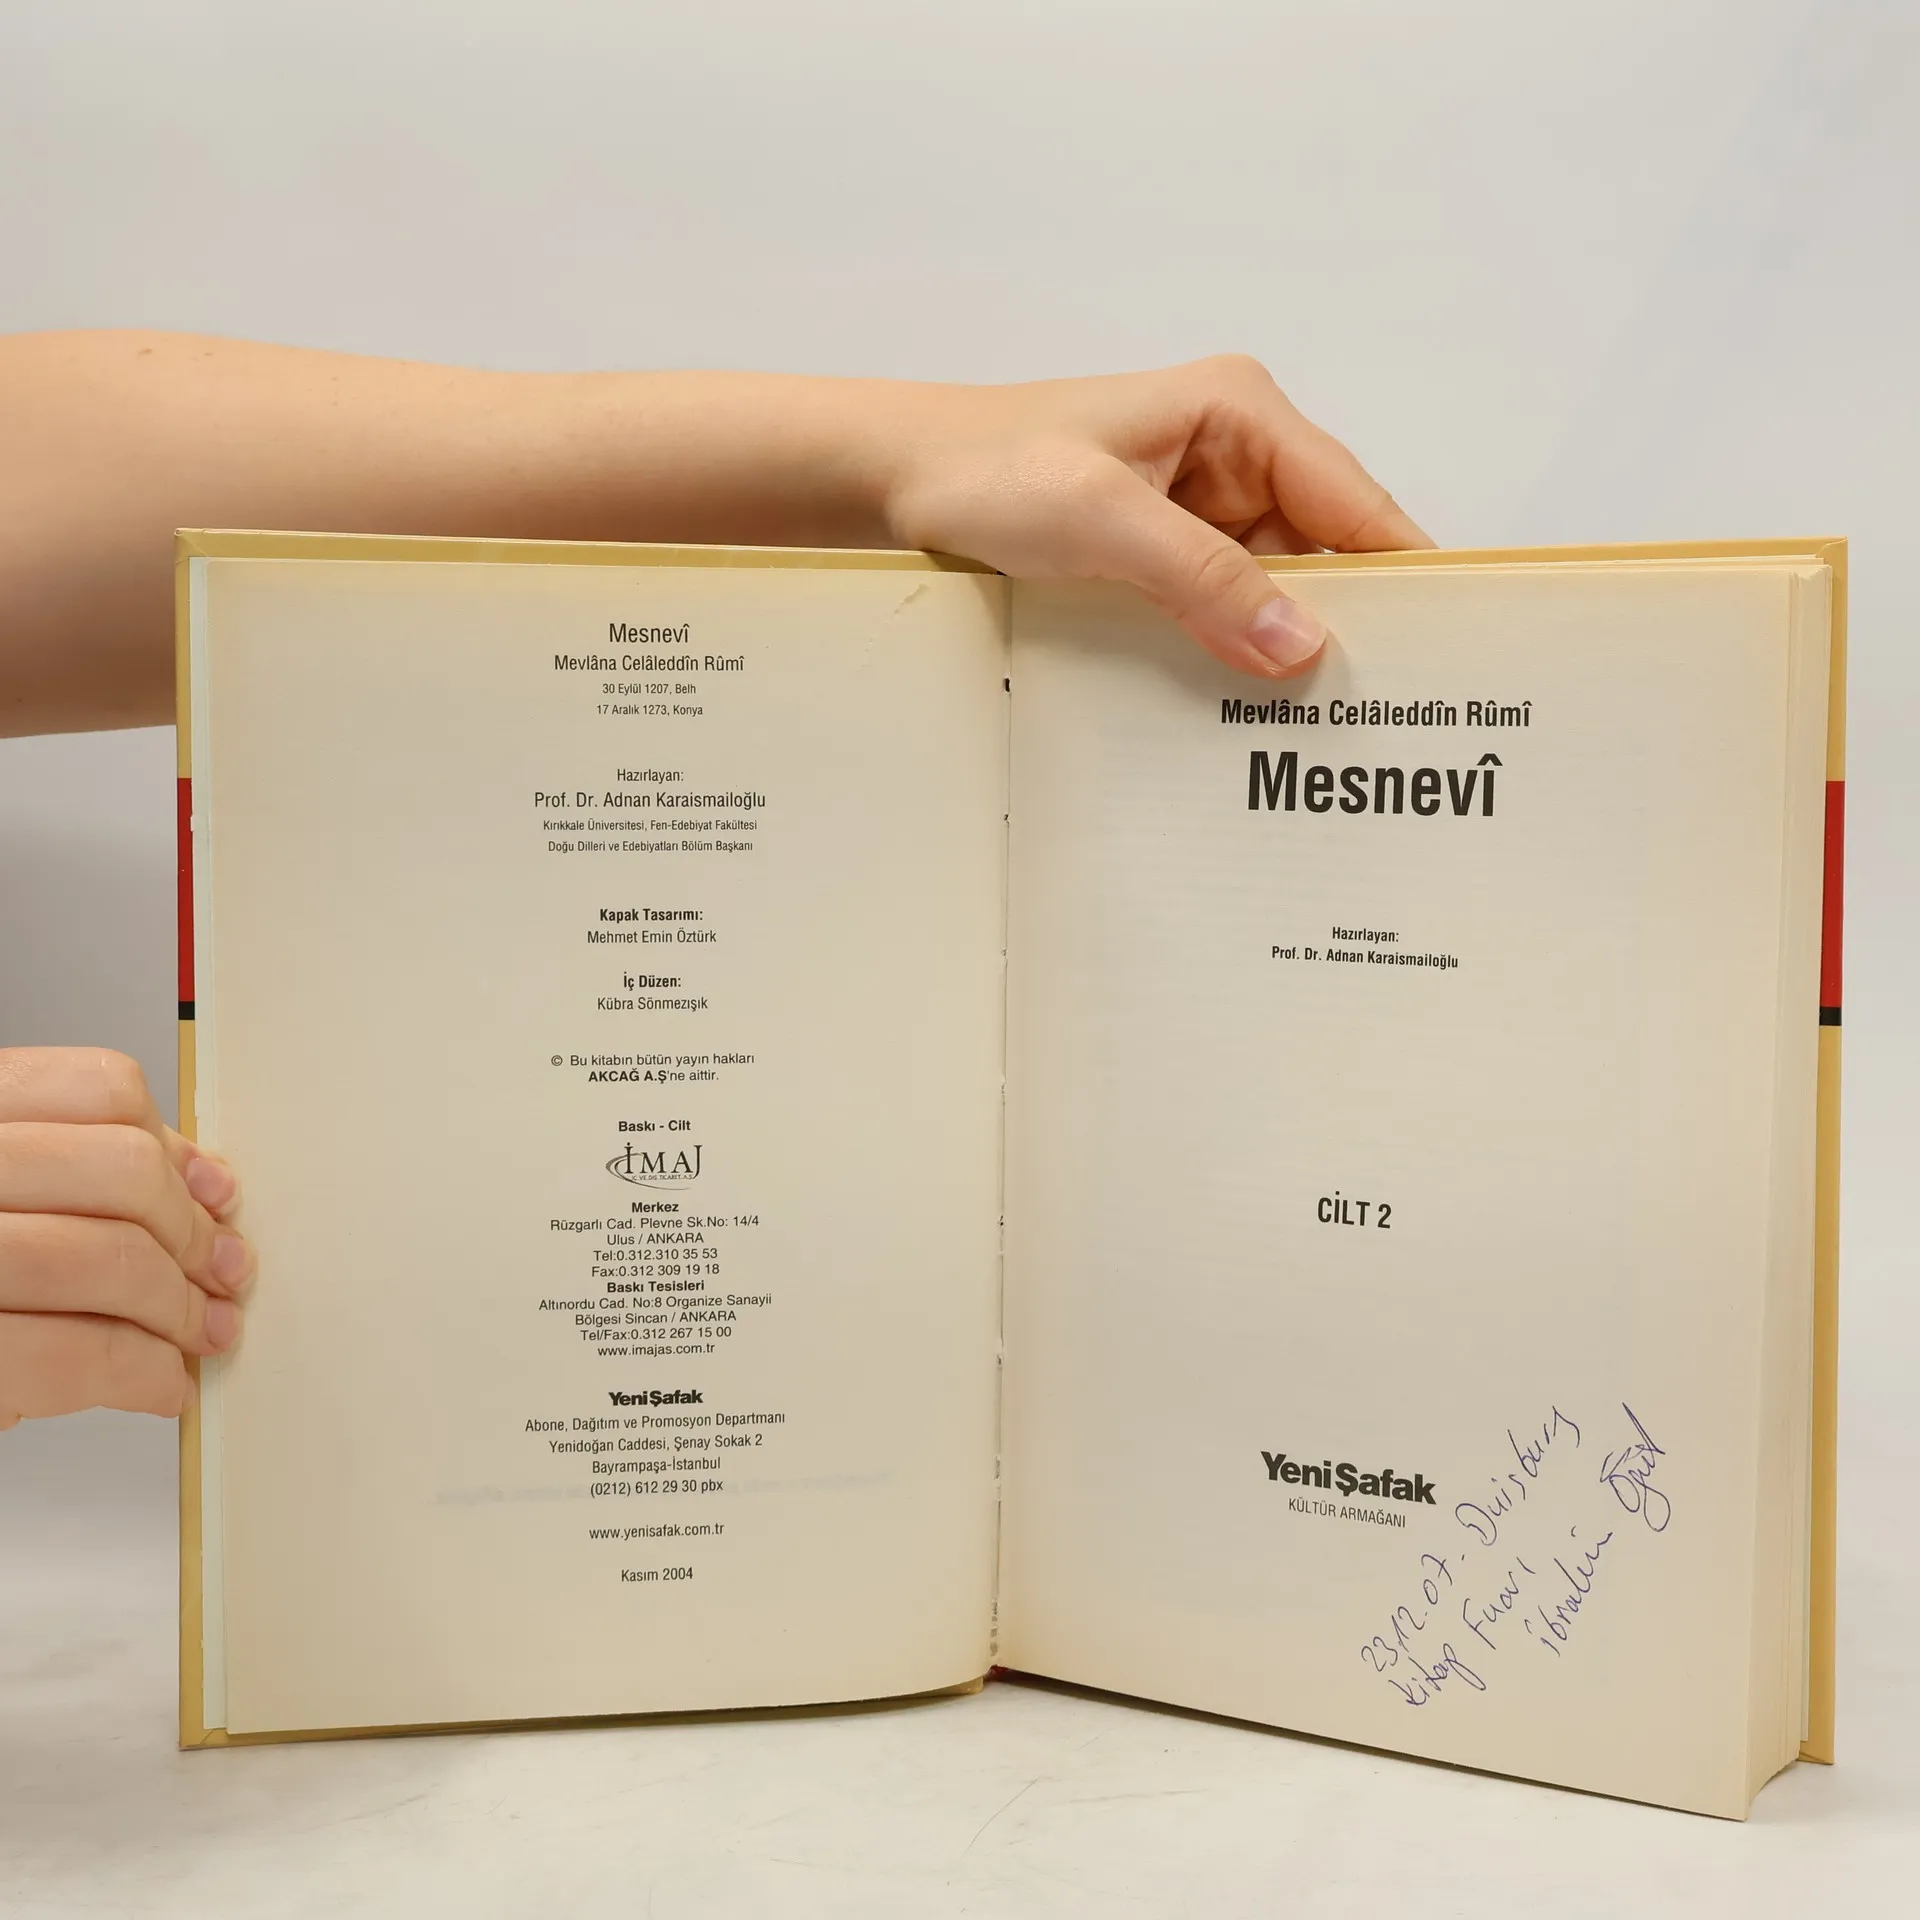 Mesnevî
Mevlâna Celâleddîn Rûmî
30 Eylül 1207, Belh
17 Aralık 1273, Konya
Hazırlayan:
Prof. Dr. Adnan Karaismailoğlu
Kırıkkale Üniversitesi, Fen-Edebiyat Fakültesi
Doğu Dilleri ve Edebiyatları Bölüm Başkanı
Kapak Tasarımı:
Mehmet Emin Öztürk
İç Düzen:
Kübra Sönmezışık
© Bu kitabın bütün yayın hakları
AKCAĞ A.Ş'ne aittir.
Baskı - Cilt
İMAJ
İÇ VE DIŞ TİCARET A.Ş.
Merkez
Rüzgarlı Cad. Plevne Sk.No: 14/4
Ulus / ANKARA
Tel:0.312.310 35 53
Fax:0.312 309 19 18
Baskı Tesisleri
Altınordu Cad. No:8 Organize Sanayii
Bölgesi Sincan / ANKARA
Tel/Fax:0.312 267 15 00
www.imajas.com.tr
YeniŞafak
Abone, Dağıtım ve Promosyon Departmanı
Yenidoğan Caddesi, Şenay Sokak 2
Bayrampaşa-İstanbul
(0212) 612 29 30 pbx
www.yenisafak.com.tr
Kasım 2004
Mevlâna Celâleddîn Rûmî
Mesnevî
Hazırlayan:
Prof. Dr. Adnan Karaismailoğlu
CİLT 2
YeniŞafak
KÜLTÜR ARMAĞANI
23.12.07. Duisburg
Kitap Fuarı
İbrahim Öğüt